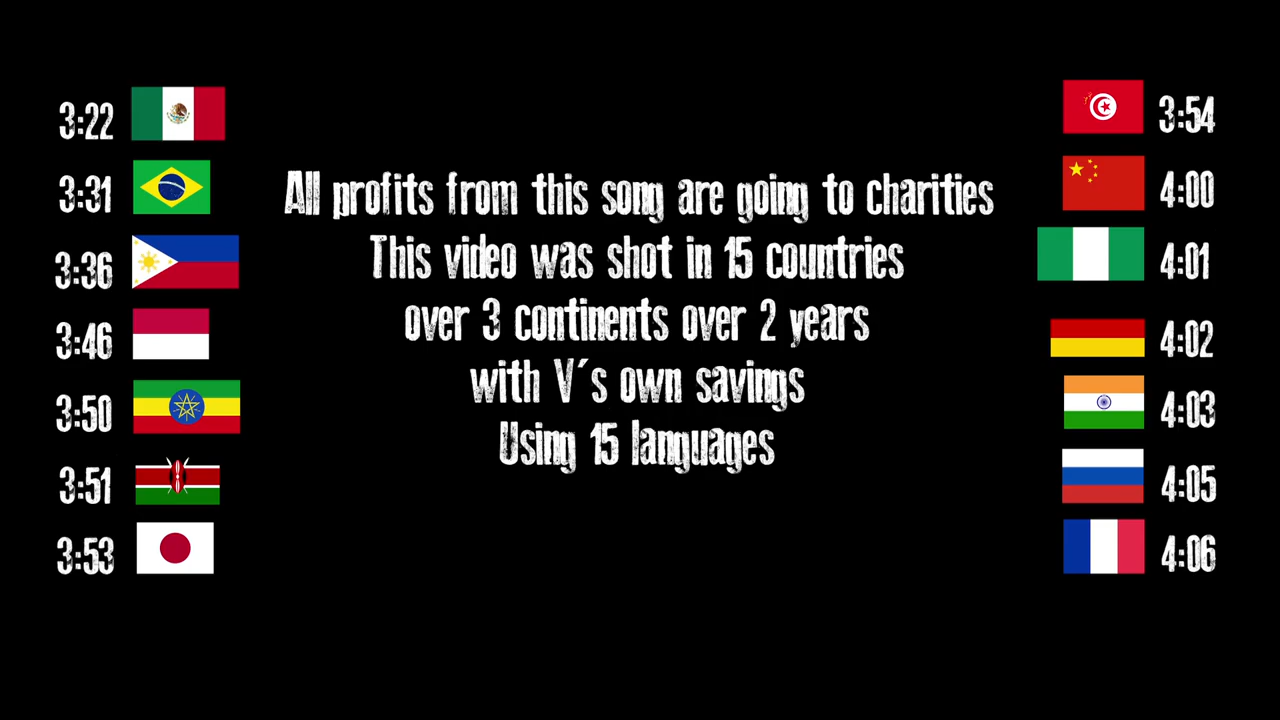 3:22
3:31
3:36
3:46
3:50
3:51
3:53
All profits from this song are going to charities
This video was shot in 15 countries
over 3 continents over 2 years
with V´s own savings
Using 15 languages
3:54
4:00
4:01
4:02
4:03
4:05
4:06